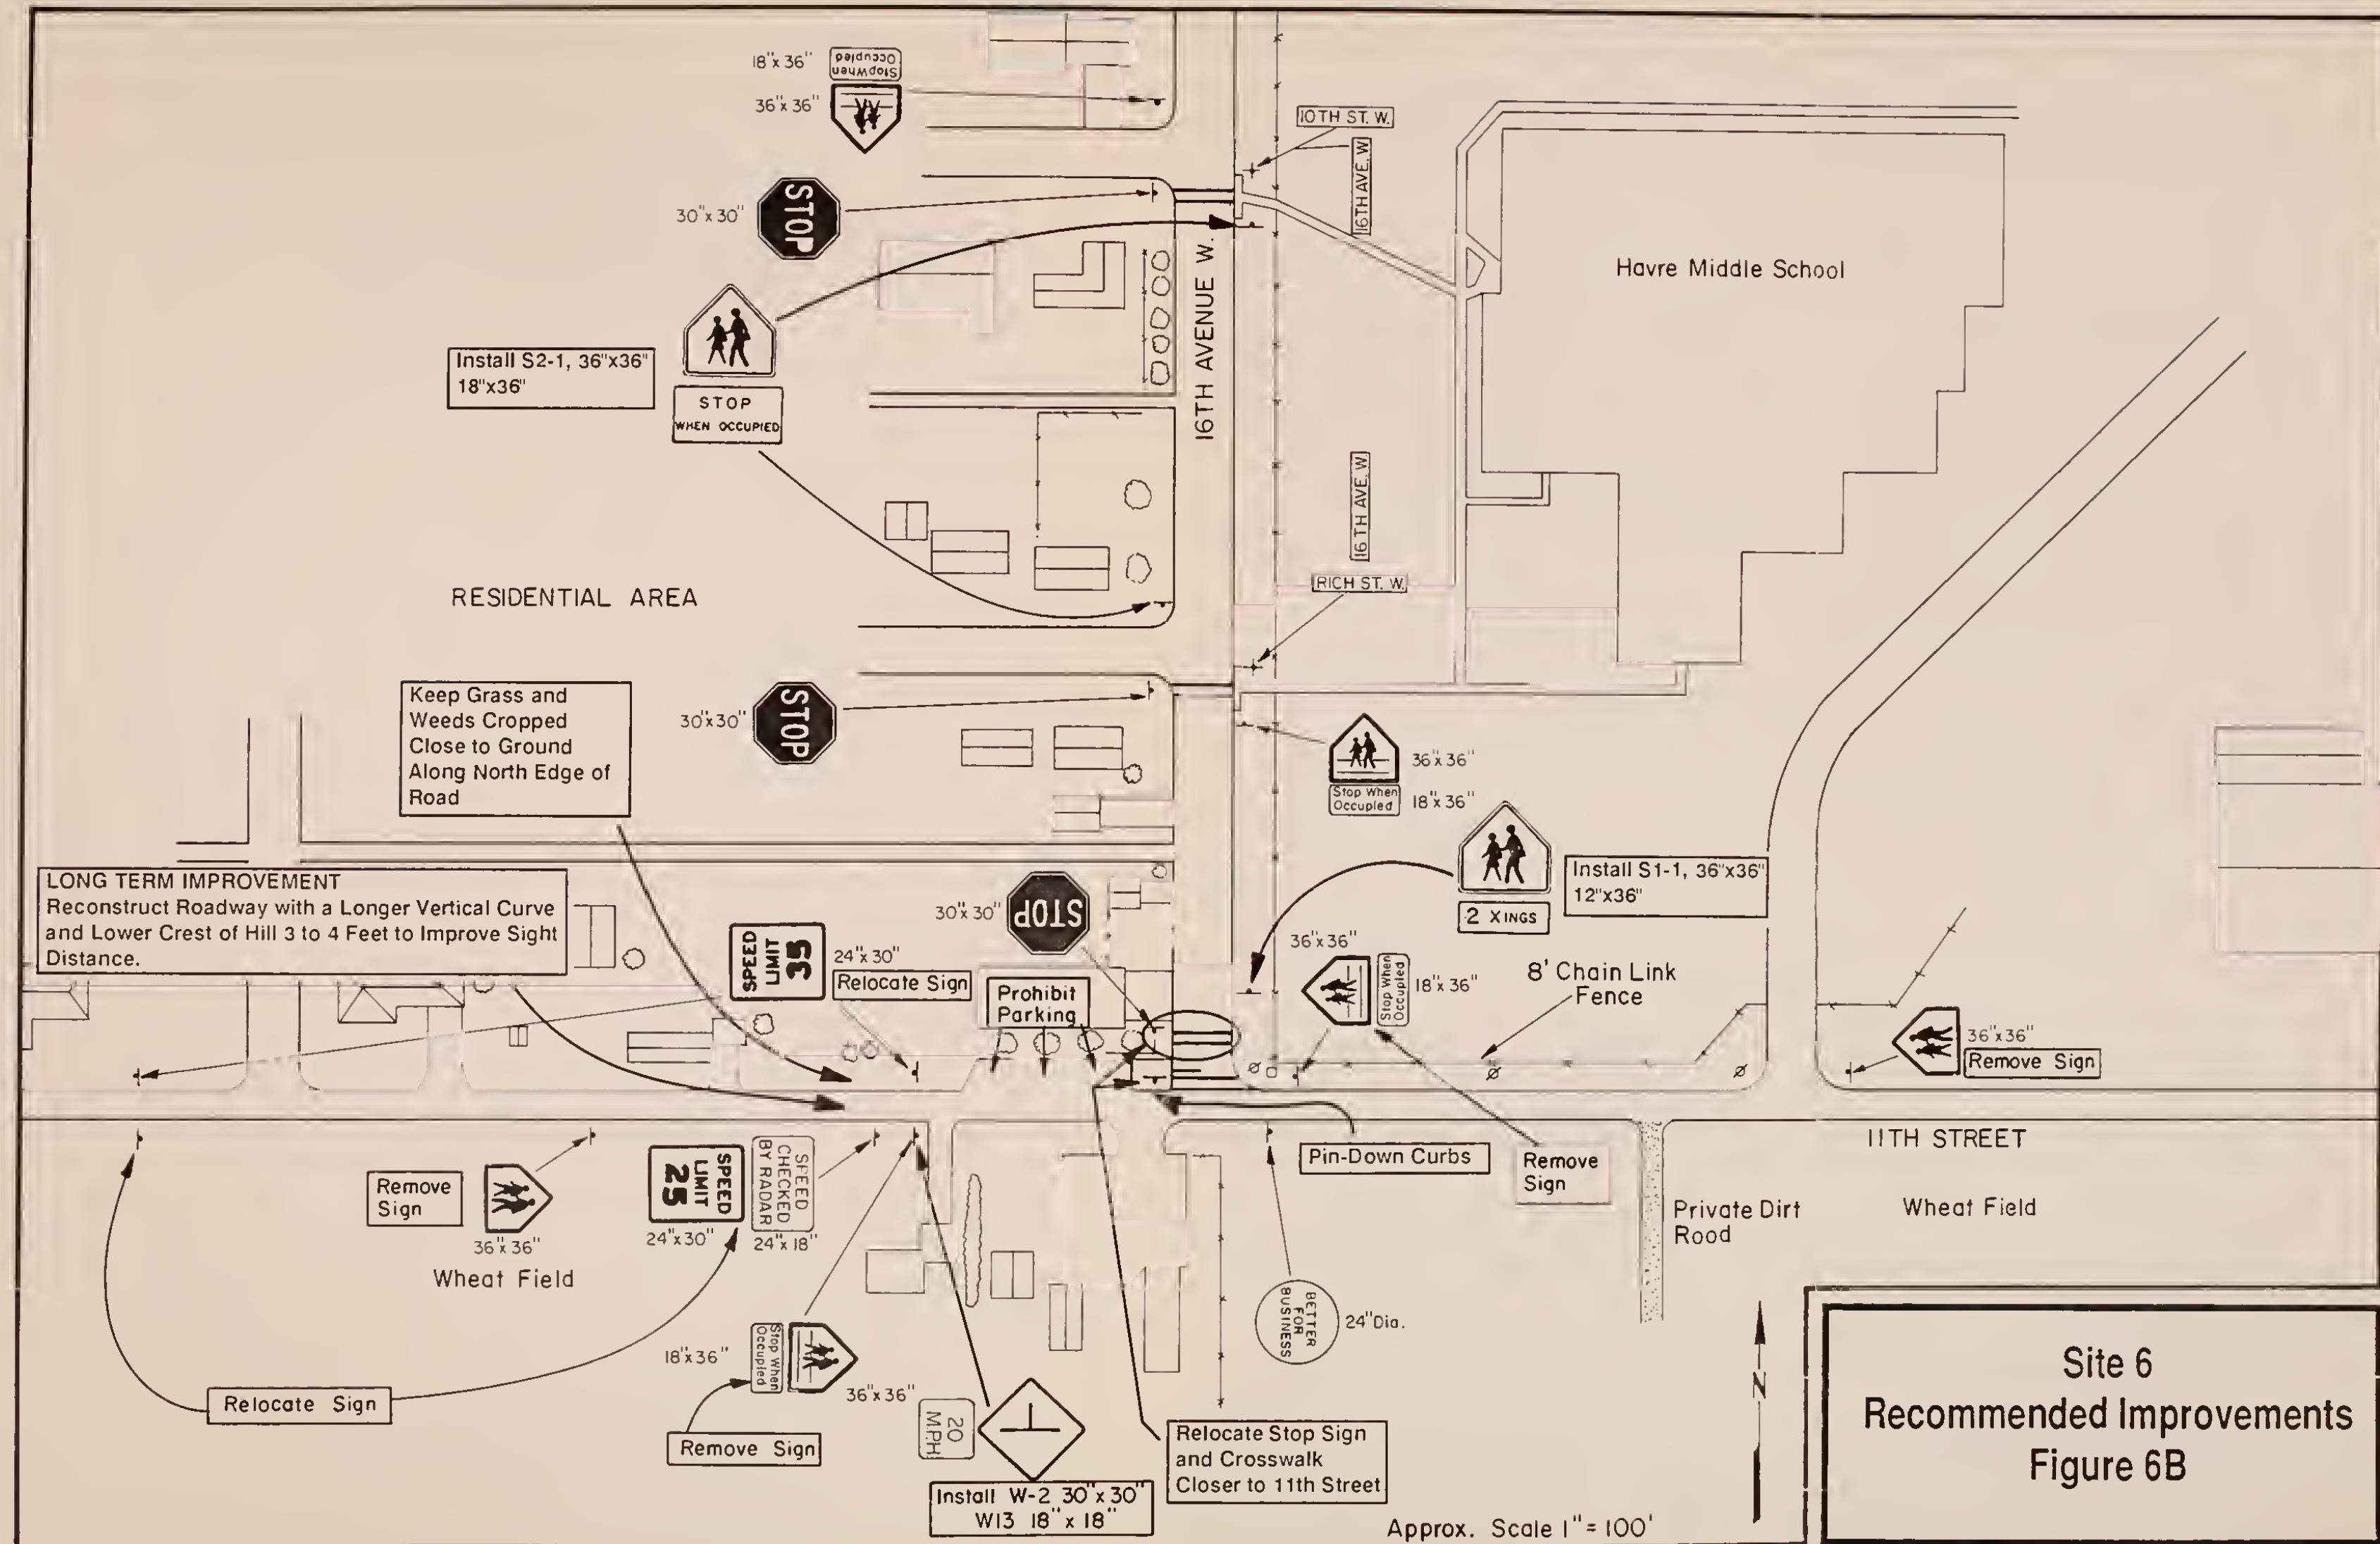 18"x 36"
Stop When
Occupied
36"x 36"
10TH ST. W.
16TH AVE. W
30"x 30"
STOP
16TH AVENUE W.
Havre Middle School
Install S2-1, 36"x36"
18"x36"
STOP
WHEN OCCUPIED
16TH AVE. W
RICH ST. W.
RESIDENTIAL AREA
Keep Grass and
Weeds Cropped
Close to Ground
Along North Edge of
Road
30"x 30"
STOP
36"x 36"
Stop When
Occupied
18"x 36"
Install S1-1, 36"x36"
12"x36"
2 XINGS
LONG TERM IMPROVEMENT
Reconstruct Roadway with a Longer Vertical Curve
and Lower Crest of Hill 3 to 4 Feet to Improve Sight
Distance.
SPEED
LIMIT
35
24"x 30"
Relocate Sign
30"x 30"
STOP
Prohibit
Parking
36"x 36"
Stop When
Occupied
18"x 36"
8' Chain Link
Fence
36"x 36"
Remove Sign
11TH STREET
Pin-Down Curbs
Remove
Sign
Private Dirt
Rood
Wheat Field
Remove
Sign
36"x 36"
Wheat Field
SPEED
LIMIT
25
24"x 30"
SPEED
CHECKED
BY RADAR
24"x 18"
BETTER
FOR
BUSINESS
24"Dia.
18"x 36"
Stop When
Occupied
36"x 36"
Relocate Sign
Remove Sign
20
M.P.H.
Install W-2 30"x 30"
W13 18"x 18"
Relocate Stop Sign
and Crosswalk
Closer to 11th Street
N
Approx. Scale 1"= 100'
Site 6
Recommended Improvements
Figure 6B